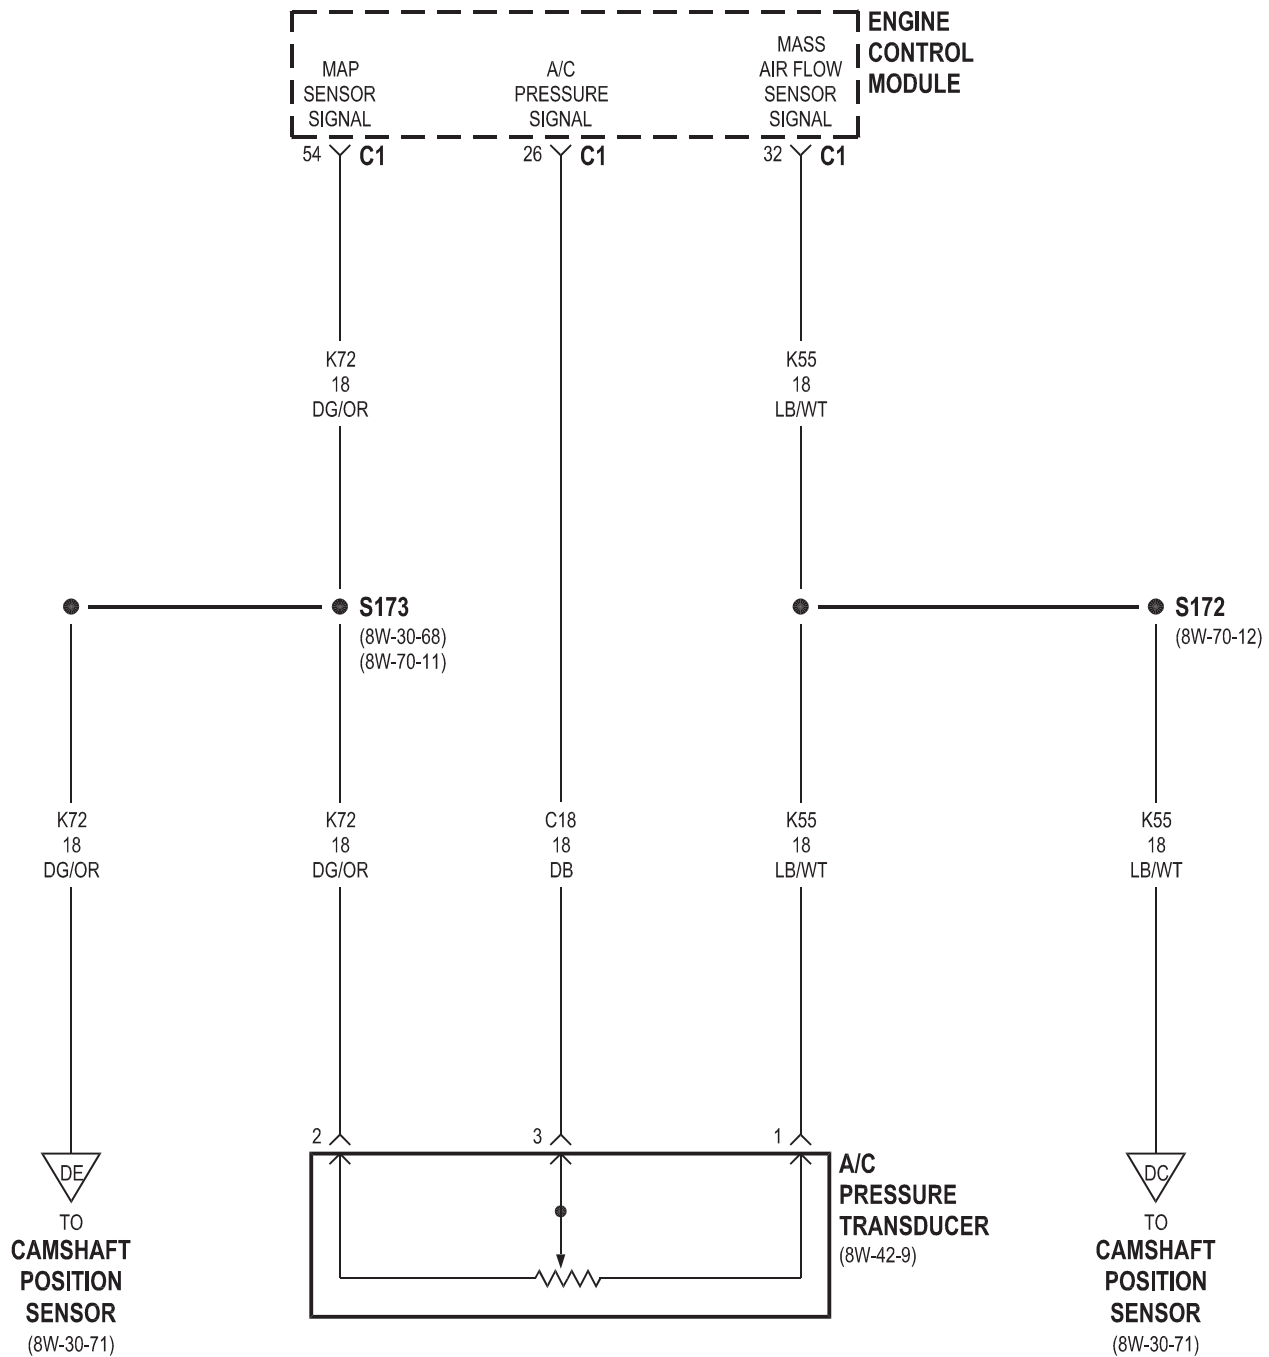 ENGINE
CONTROL
MODULE
MAP
SENSOR
SIGNAL
A/C
PRESSURE
SIGNAL
MASS
AIR FLOW
SENSOR
SIGNAL
54 C1
26 C1
32 C1
K72
18
DG/OR
K55
18
LB/WT
S173
(8W-30-68)
(8W-70-11)
S172
(8W-70-12)
K72
18
DG/OR
K72
18
DG/OR
C18
18
DB
K55
18
LB/WT
K55
18
LB/WT
2
3
1
A/C
PRESSURE
TRANSDUCER
(8W-42-9)
DE
TO
CAMSHAFT
POSITION
SENSOR
(8W-30-71)
DC
TO
CAMSHAFT
POSITION
SENSOR
(8W-30-71)